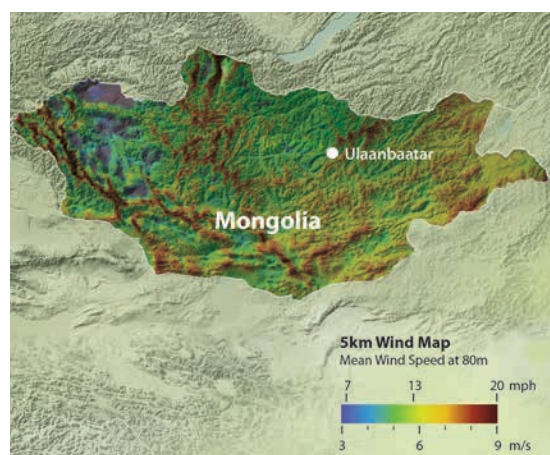 Ulaanbaatar
Mongolia
5km Wind Map
Mean Wind Speed at 80m
7 13 20 mph
3 6 9 m/s